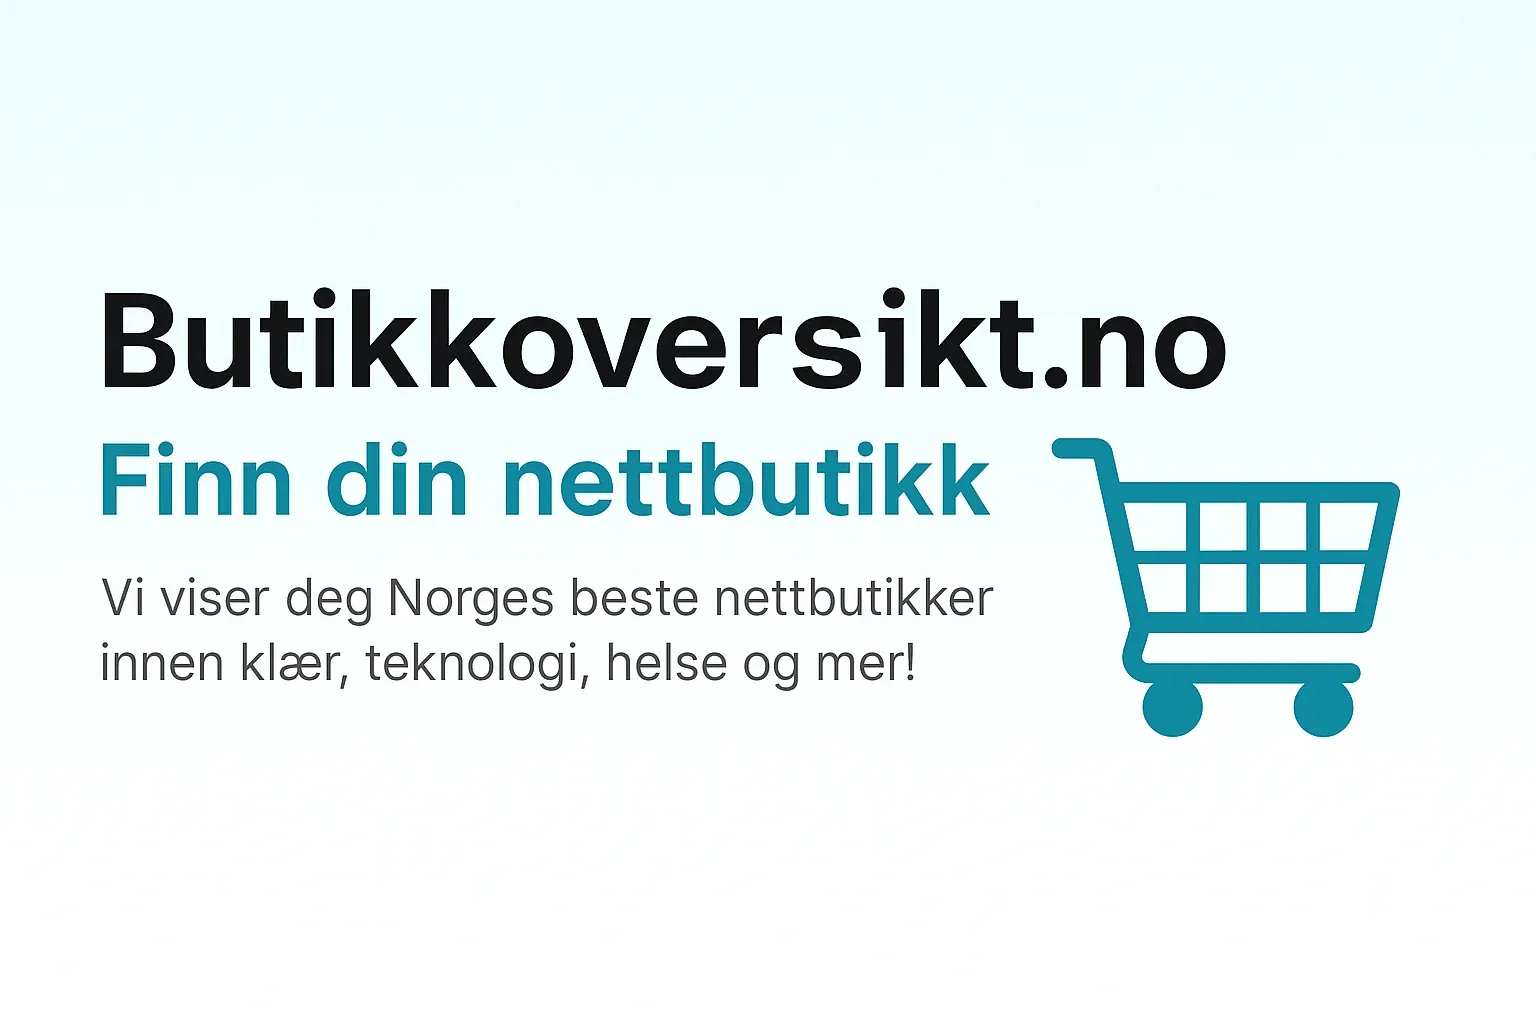 Butikkoversikt.no
Finn din nettbutikk
Vi viser deg Norges beste nettbutikker
innen klær, teknologi, helse og mer!